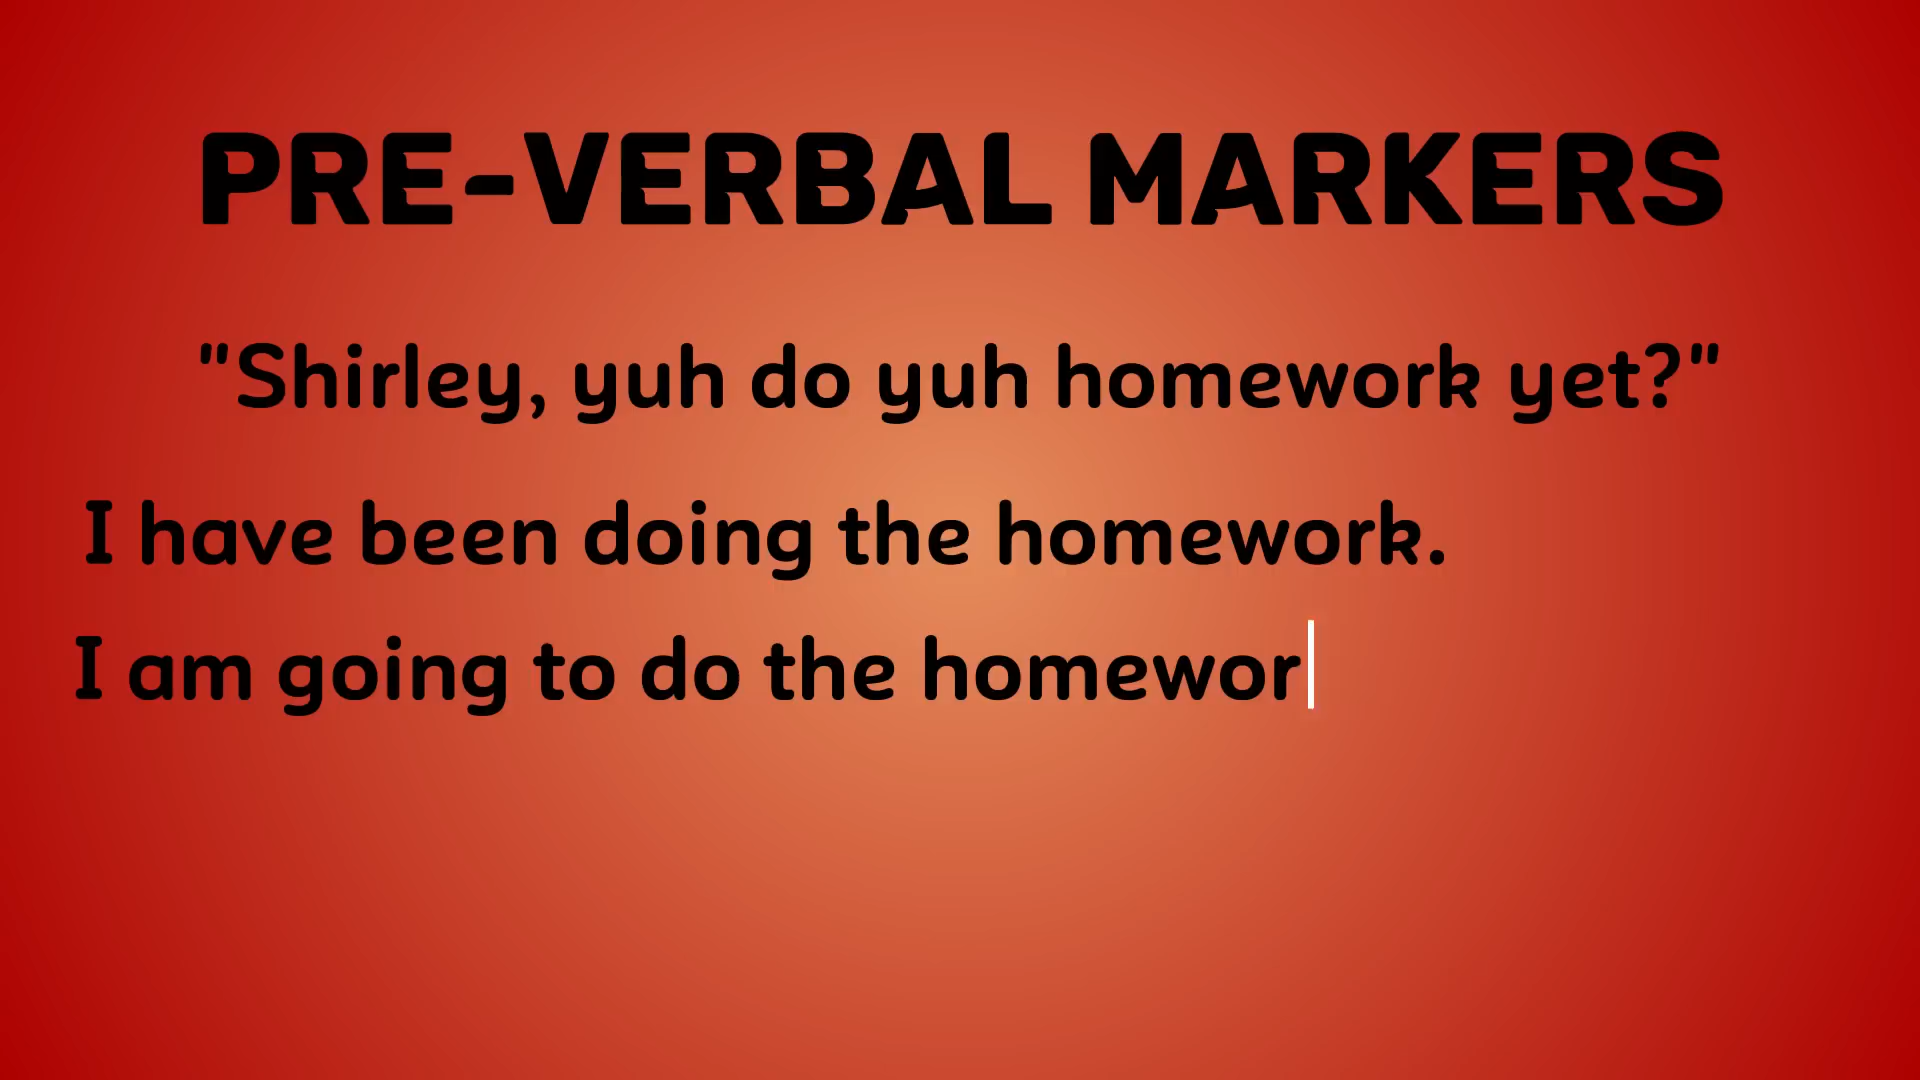 PRE-VERBAL MARKERS
"Shirley, yuh do yuh homework yet?"
I have been doing the homework.
I am going to do the homewor